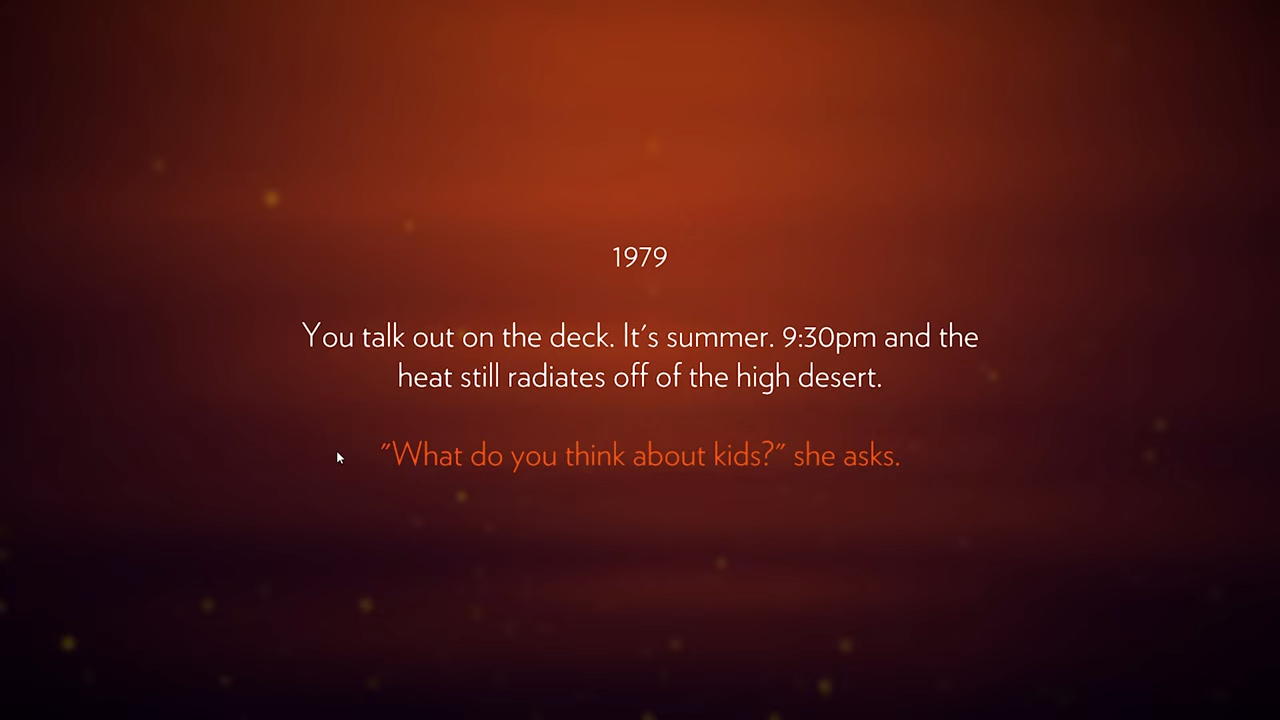 1979
You talk out on the deck. It's summer. 9:30pm and the
heat still radiates off of the high desert.
"What do you think about kids?" she asks.